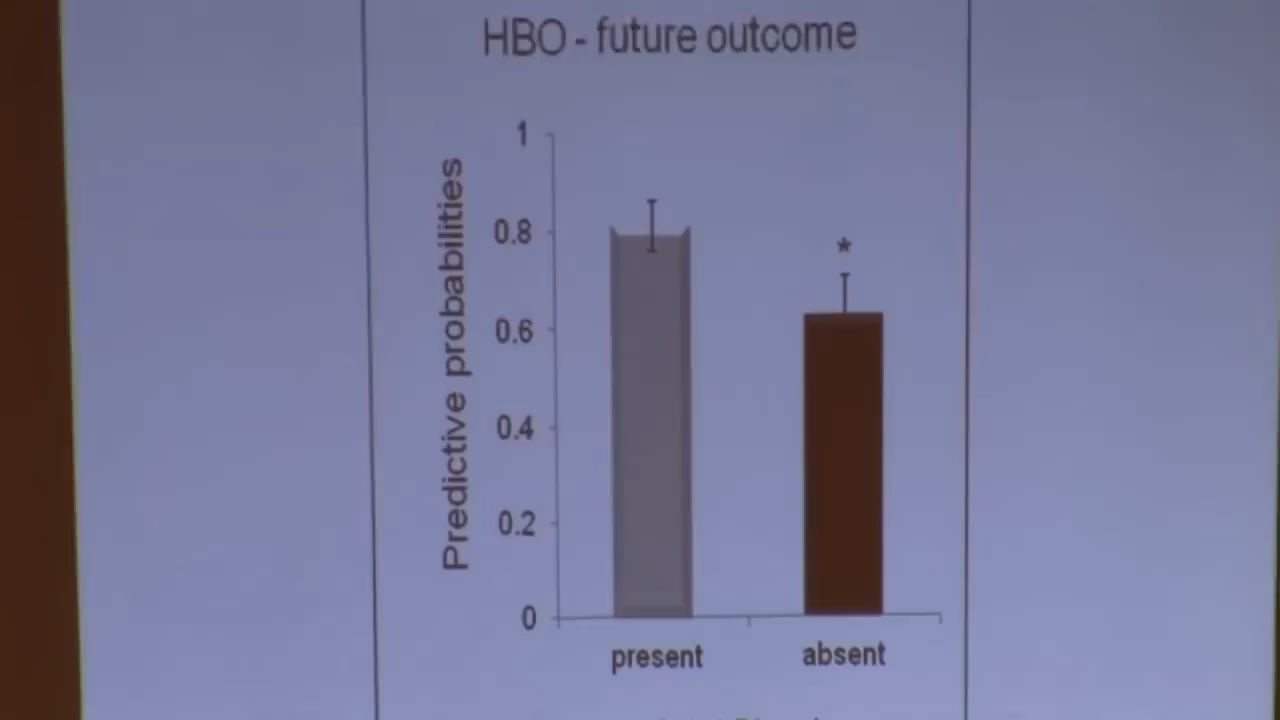 HBO - future outcome
Predictive probabilities
1
0.8
0.6
0.4
0.2
0
*
present
absent